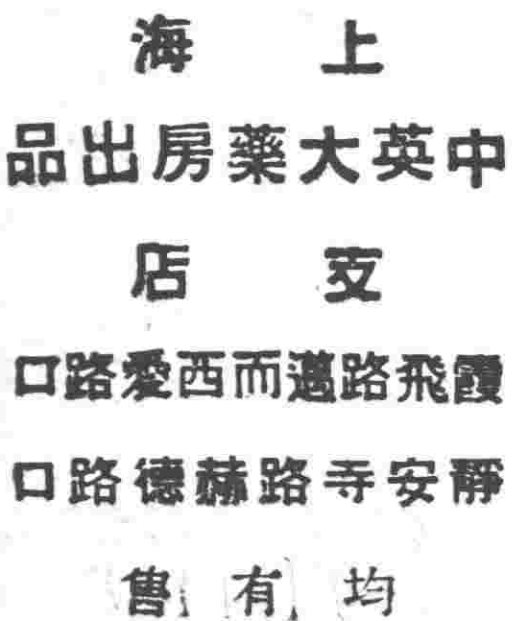 上海
中英大藥房出品
支店
霞飛路邁而西愛路口
靜安寺路赫德路口
均有售